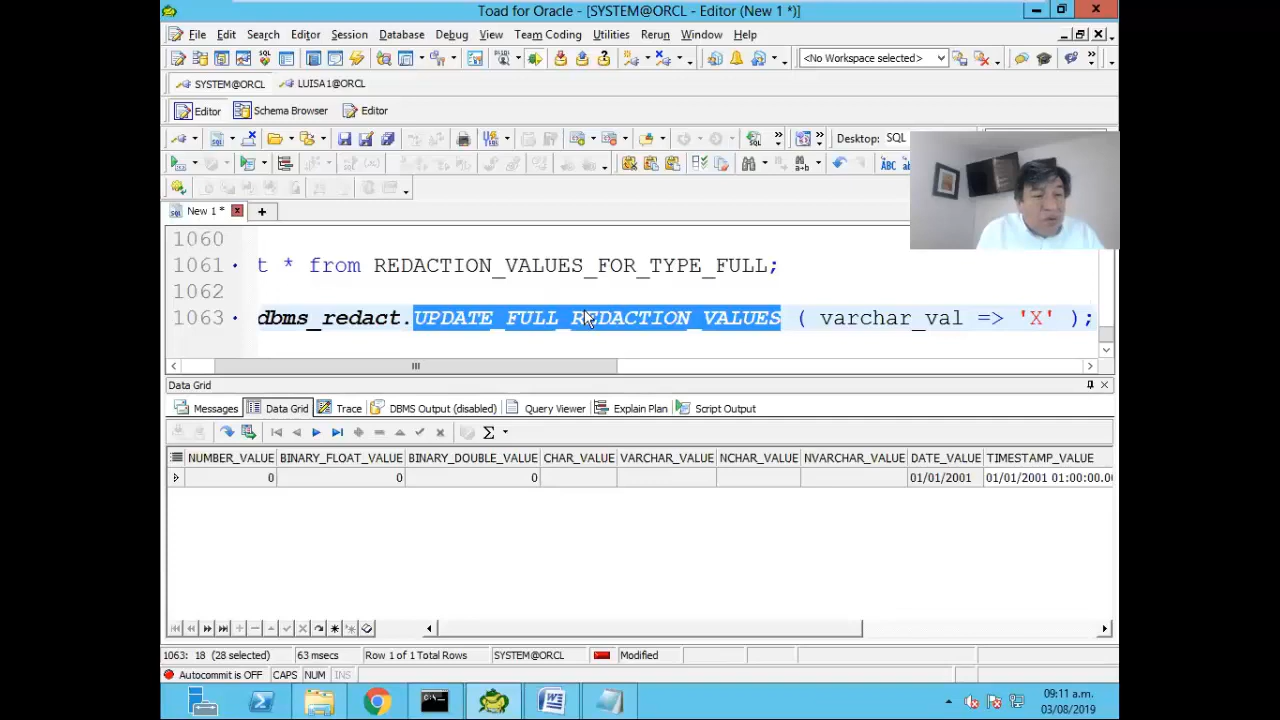 Toad for Oracle - [SYSTEM@ORCL - Editor (New 1 *)]
File Edit Search Editor Session Database Debug View Team Coding Utilities Rerun Window Help
<No Workspace selected>
SYSTEM@ORCL LUISA1@ORCL
Editor Schema Browser Editor
Desktop: SQL
New 1 *
1060
1061 t * from REDACTION_VALUES_FOR_TYPE_FULL;
1062
1063 dbms_redact.UPDATE_FULL_REDACTION_VALUES ( varchar_val => 'X' );
Data Grid
Messages Data Grid Trace DBMS Output (disabled) Query Viewer Explain Plan Script Output
NUMBER_VALUE BINARY_FLOAT_VALUE BINARY_DOUBLE_VALUE CHAR_VALUE VARCHAR_VALUE NCHAR_VALUE NVARCHAR_VALUE DATE_VALUE TIMESTAMP_VALUE
0 0 0 01/01/2001 01/01/2001 01:00:00.00
1063: 18 (28 selected) 63 msecs Row 1 of 1 Total Rows SYSTEM@ORCL Modified
Autocommit is OFF CAPS NUM INS
09:11 a.m.
03/08/2019